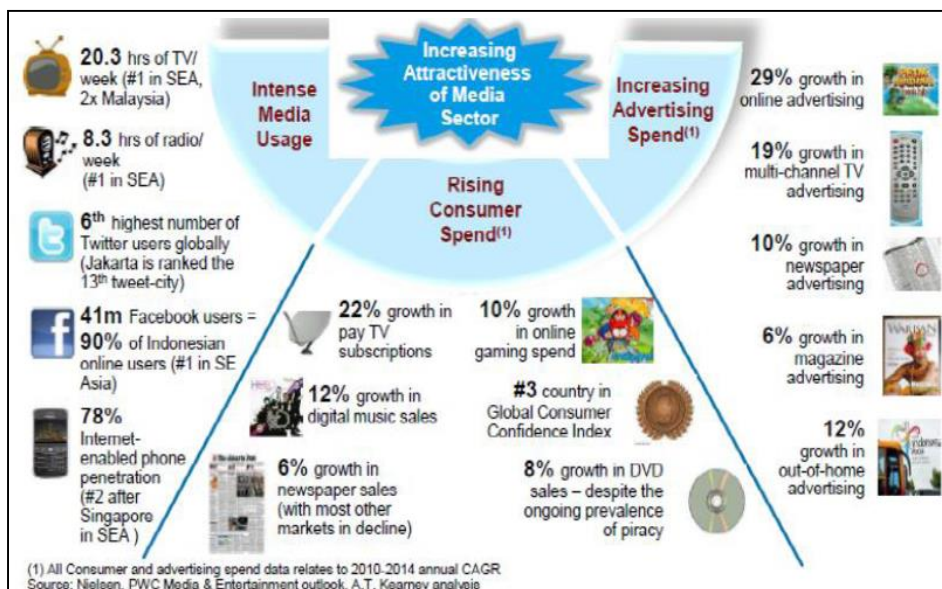 Increasing
Attractiveness
of Media
Sector
Intense
Media
Usage
20.3 hrs of TV/
week (#1 in SEA,
2x Malaysia)
8.3 hrs of radio/
week
(#1 in SEA)
6th highest number of
Twitter users globally
(Jakarta is ranked the
13th tweet-city)
41m Facebook users =
90% of Indonesian
online users (#1 in SE
Asia)
78%
Internet-
enabled phone
penetration
(#2 after
Singapore
in SEA )
Rising
Consumer
Spend(1)
22% growth in
pay TV
subscriptions
12% growth in
digital music sales
6% growth in
newspaper sales
(with most other
markets in decline)
10% growth
in online
gaming spend
#3 country in
Global Consumer
Confidence Index
8% growth in DVD
sales – despite the
ongoing prevalence
of piracy
Increasing
Advertising
Spend(1)
29% growth in
online advertising
19% growth in
multi-channel TV
advertising
10% growth in
newspaper
advertising
6% growth in
magazine
advertising
12%
growth in
out-of-home
advertising
(1) All Consumer and advertising spend data relates to 2010-2014 annual CAGR
Source: Nielsen, PWC Media & Entertainment outlook, A.T. Kearney analysis